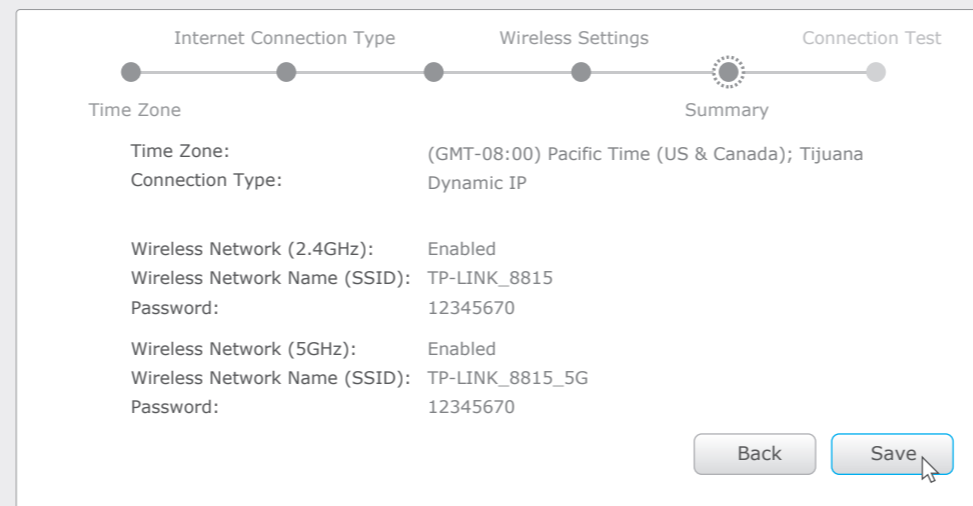 Internet Connection Type Wireless Settings Connection Test
Time Zone Summary
Time Zone: (GMT-08:00) Pacific Time (US & Canada); Tijuana
Connection Type: Dynamic IP
Wireless Network (2.4GHz): Enabled
Wireless Network Name (SSID): TP-LINK_8815
Password: 12345670
Wireless Network (5GHz): Enabled
Wireless Network Name (SSID): TP-LINK_8815_5G
Password: 12345670
Back Save